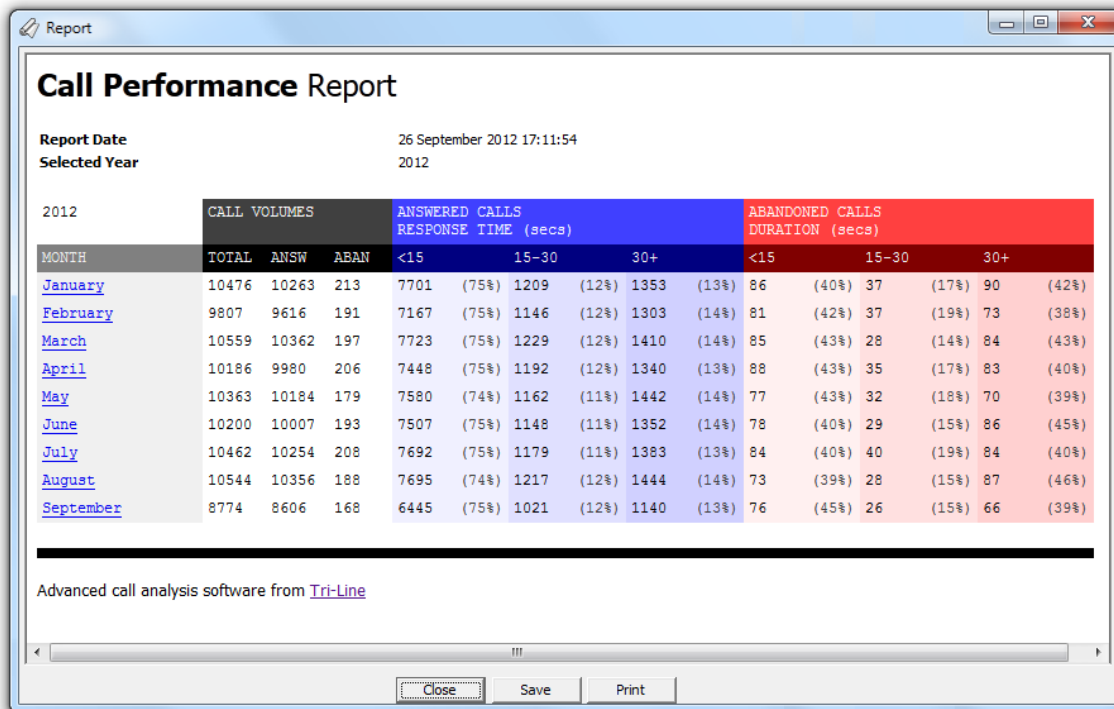 Report
Call Performance Report
Report Date 26 September 2012 17:11:54
Selected Year 2012
2012 CALL VOLUMES ANSWERED CALLS ABANDONED CALLS
RESPONSE TIME (secs) DURATION (secs)
MONTH TOTAL ANSW ABAN <15 15-30 30+ <15 15-30 30+
January 10476 10263 213 7701 (75%) 1209 (12%) 1353 (13%) 86 (40%) 37 (17%) 90 (42%)
February 9807 9616 191 7167 (75%) 1146 (12%) 1303 (14%) 81 (42%) 37 (19%) 73 (38%)
March 10559 10362 197 7723 (75%) 1229 (12%) 1410 (14%) 85 (43%) 28 (14%) 84 (43%)
April 10186 9980 206 7448 (75%) 1192 (12%) 1340 (13%) 88 (43%) 35 (17%) 83 (40%)
May 10363 10184 179 7580 (74%) 1162 (11%) 1442 (14%) 77 (43%) 32 (18%) 70 (39%)
June 10200 10007 193 7507 (75%) 1148 (11%) 1352 (14%) 78 (40%) 29 (15%) 86 (45%)
July 10462 10254 208 7692 (75%) 1179 (11%) 1383 (13%) 84 (40%) 40 (19%) 84 (40%)
August 10544 10356 188 7695 (74%) 1217 (12%) 1444 (14%) 73 (39%) 28 (15%) 87 (46%)
September 8774 8606 168 6445 (75%) 1021 (12%) 1140 (13%) 76 (45%) 26 (15%) 66 (39%)
Advanced call analysis software from Tri-Line
Close Save Print